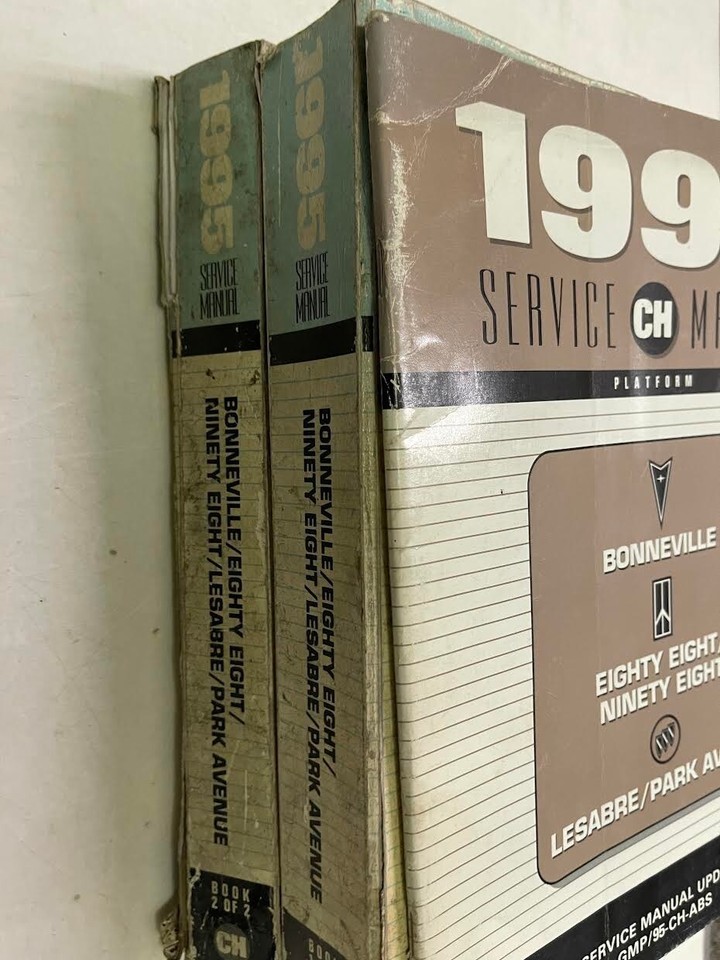 1995
SERVICE
MANUAL
BONNEVILLE/EIGHTY EIGHT/
NINETY EIGHT/LESABRE/PARK AVENUE
BOOK
2 OF 2
CH
1995
SERVICE
MANUAL
BONNEVILLE/EIGHTY EIGHT/
NINETY EIGHT/LESABRE/PARK AVENUE
199
SERVICE CH
PLATFORM
BONNEVILLE
EIGHTY EIGHT/
NINETY EIGHT
LESABRE/PARK AV
SERVICE MANUAL UPD
GMP/95-CH-ABS